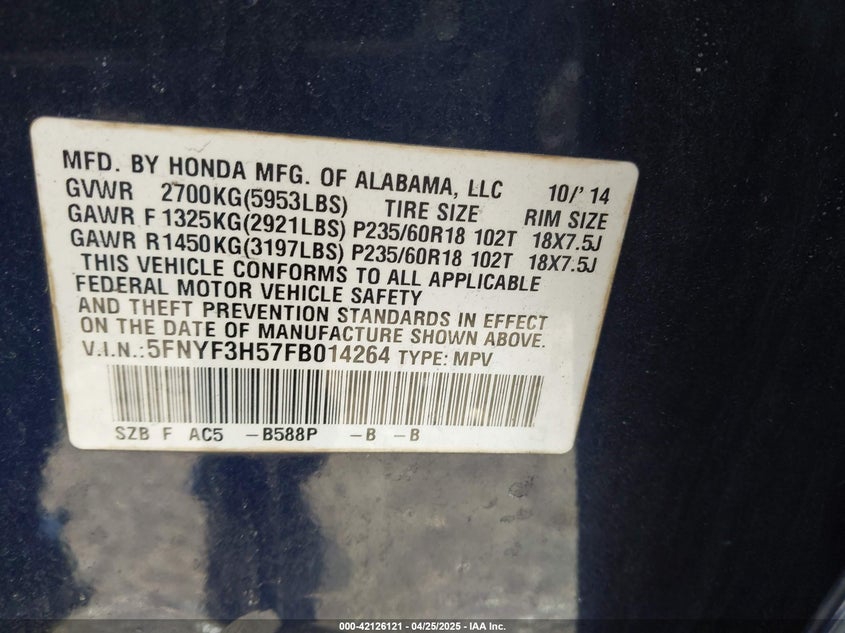 MFD. BY HONDA MFG. OF ALABAMA, LLC 10/'14
GVWR 2700KG(5953LBS) TIRE SIZE RIM SIZE
GAWR F 1325KG(2921LBS) P235/60R18 102T 18X7.5J
GAWR R 1450KG(3197LBS) P235/60R18 102T 18X7.5J
THIS VEHICLE CONFORMS TO ALL APPLICABLE
FEDERAL MOTOR VEHICLE SAFETY
AND THEFT PREVENTION STANDARDS IN EFFECT
ON THE DATE OF MANUFACTURE SHOWN ABOVE.
V.I.N.:5FNYF3H57FB014264 TYPE: MPV
SZB F AC5 -B588P -B -B
000-42126121 - 04/25/2025 - IAA Inc.